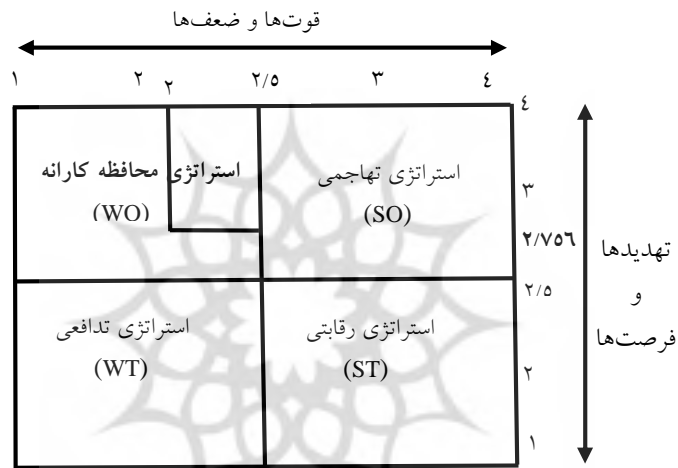 قوت‌ها و ضعف‌ها
۱ ۲ ۲ ۲/۵ ۳ ٤
٤
استراتژی محافظه کارانه
(WO)
استراتژی تهاجمی
(SO)
۳
۲/۷۵٦
۲/۵
تهدیدها
و
فرصت‌ها
استراتژی تدافعی
(WT)
استراتژی رقابتی
(ST)
۲
۱